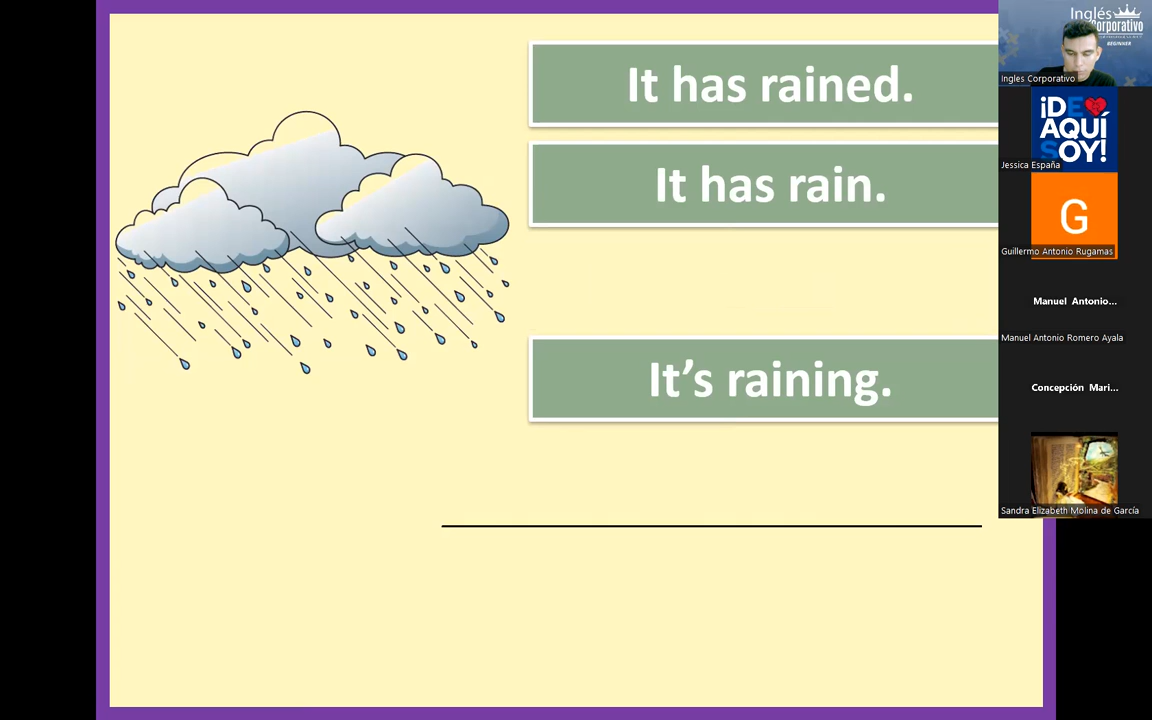 It has rained.
It has rain.
It's raining.
Inglés
Corporativo
BEGINNER
Ingles Corporativo
¡DE
AQUÍ
SOY!
Jessica España
G
Guillermo Antonio Rugamas
Manuel Antonio...
Manuel Antonio Romero Ayala
Concepción Mari...
Sandra Elizabeth Molina de García